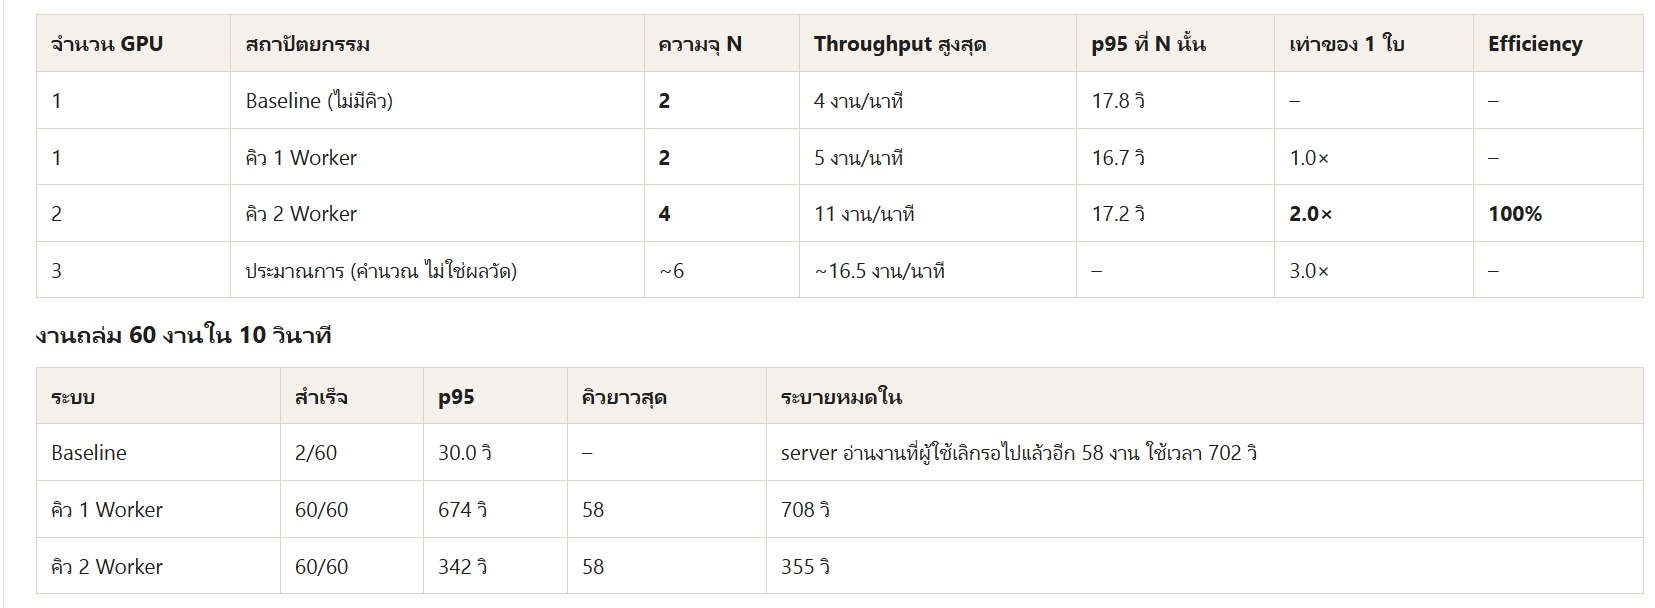 จำนวน GPU สถาปัตยกรรม ความจุ N Throughput สูงสุด p95 ที่ N นั้น เท่าของ 1 ใบ Efficiency
1 Baseline (ไม่มีคิว) 2 4 งาน/นาที 17.8 วิ – –
1 คิว 1 Worker 2 5 งาน/นาที 16.7 วิ 1.0× –
2 คิว 2 Worker 4 11 งาน/นาที 17.2 วิ 2.0× 100%
3 ประมาณการ (คำนวณ ไม่ใช่ผลวัด) ~6 ~16.5 งาน/นาที – 3.0× –
งานถล่ม 60 งานใน 10 วินาที
ระบบ สำเร็จ p95 คิวยาวสุด ระบายหมดใน
Baseline 2/60 30.0 วิ – server อ่านงานที่ผู้ใช้เลิกรอไปแล้วอีก 58 งาน ใช้เวลา 702 วิ
คิว 1 Worker 60/60 674 วิ 58 708 วิ
คิว 2 Worker 60/60 342 วิ 58 355 วิ